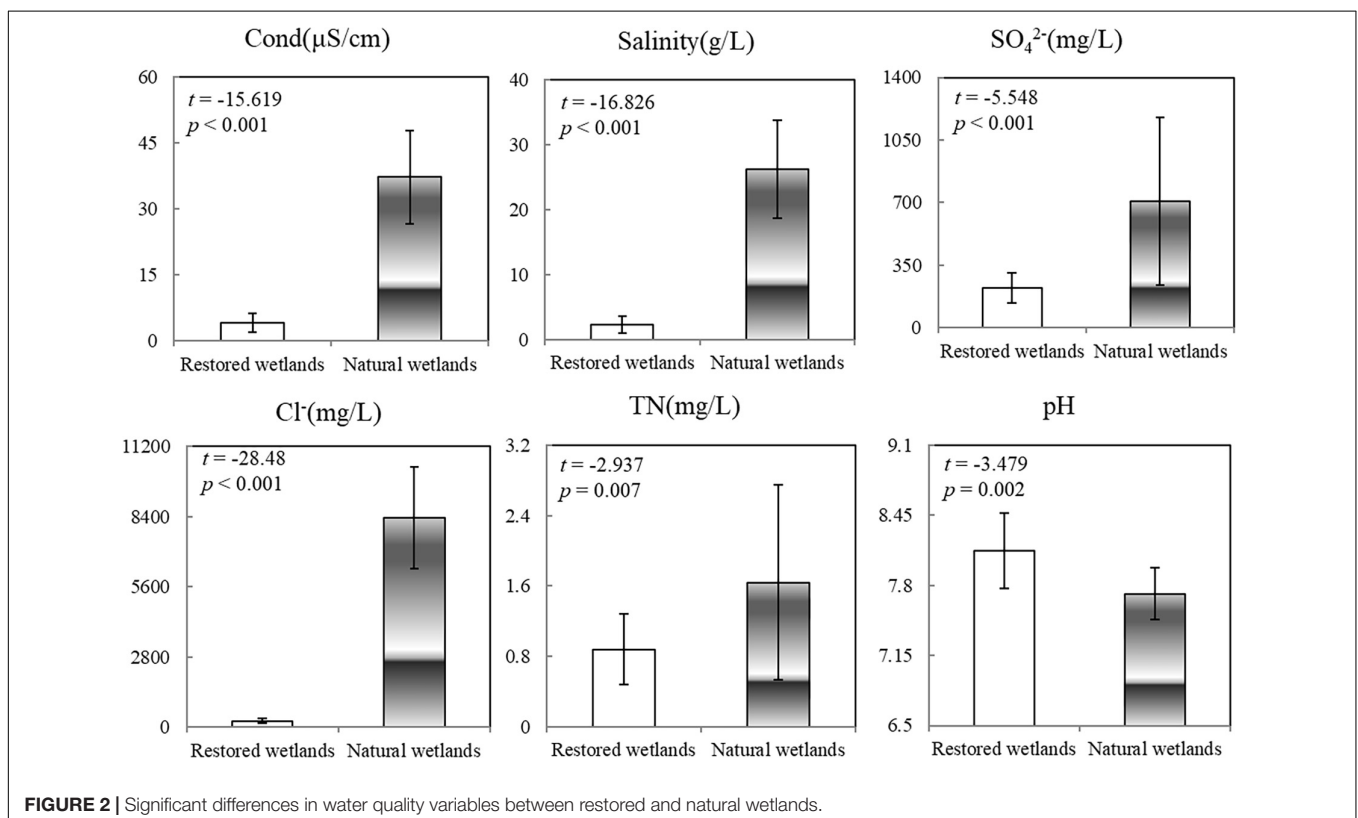 Cond(μS/cm)
60
45
30
15
0
t = -15.619
p < 0.001
Restored wetlands Natural wetlands
Salinity(g/L)
40
30
20
10
0
t = -16.826
p < 0.001
Restored wetlands Natural wetlands
SO₄²⁻(mg/L)
1400
1050
700
350
0
t = -5.548
p < 0.001
Restored wetlands Natural wetlands
Cl⁻(mg/L)
11200
8400
5600
2800
0
t = -28.48
p < 0.001
Restored wetlands Natural wetlands
TN(mg/L)
3.2
2.4
1.6
0.8
0
t = -2.937
p = 0.007
Restored wetlands Natural wetlands
pH
9.1
8.45
7.8
7.15
6.5
t = -3.479
p = 0.002
Restored wetlands Natural wetlands
FIGURE 2 | Significant differences in water quality variables between restored and natural wetlands.